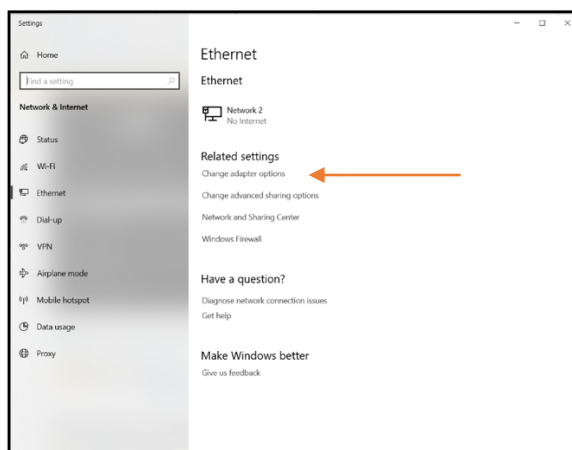 Settings
Home
Find a setting
Network & Internet
Status
Wi-Fi
Ethernet
Dial-up
VPN
Airplane mode
Mobile hotspot
Data usage
Proxy
Ethernet
Ethernet
Network 2
No Internet
Related settings
Change adapter options
Change advanced sharing options
Network and Sharing Center
Windows Firewall
Have a question?
Diagnose network connection issues
Get help
Make Windows better
Give us feedback